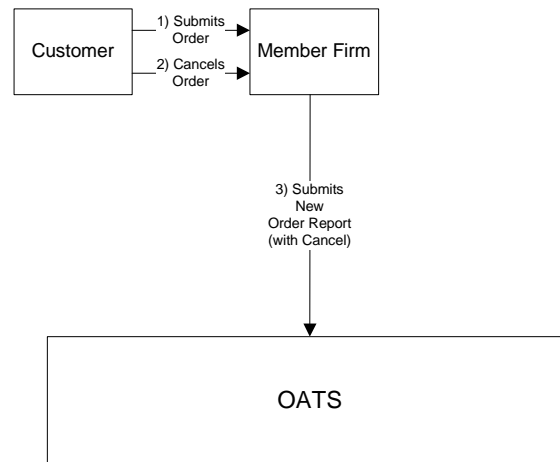 Customer
1) Submits
Order
2) Cancels
Order
Member Firm
3) Submits
New
Order Report
(with Cancel)
OATS